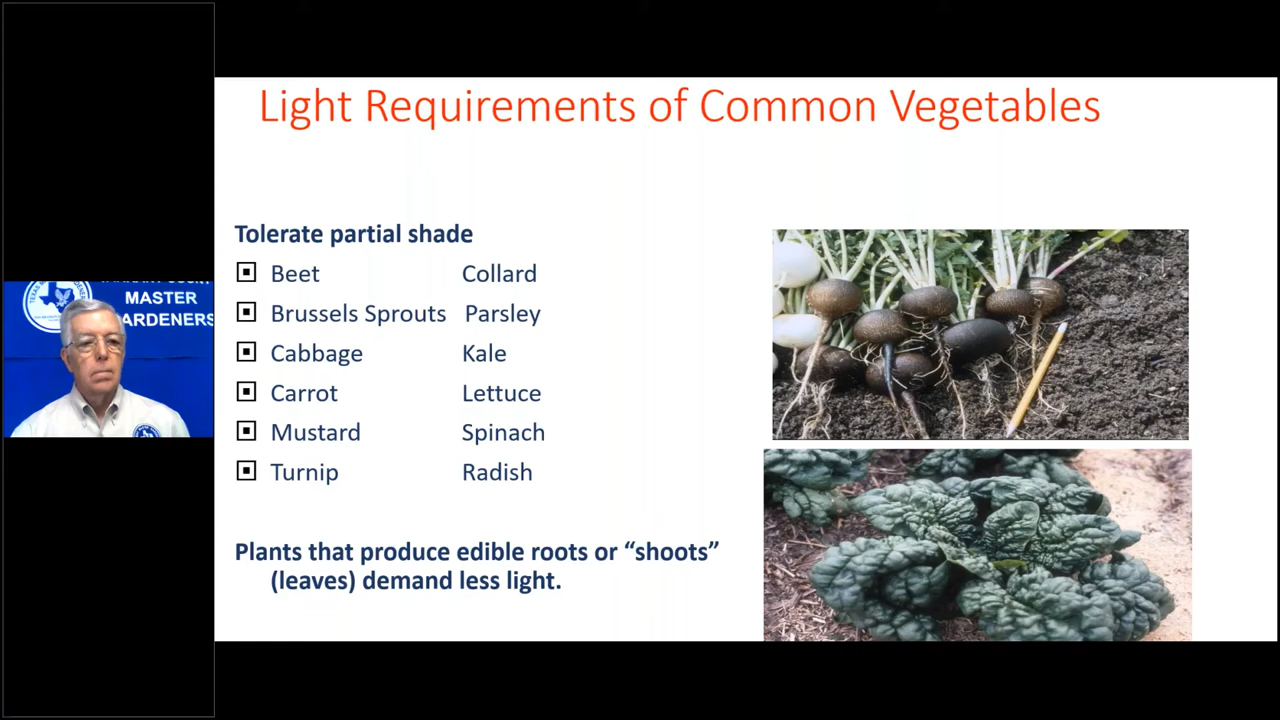 Light Requirements of Common Vegetables
Tolerate partial shade
Beet Collard
Brussels Sprouts Parsley
Cabbage Kale
Carrot Lettuce
Mustard Spinach
Turnip Radish
Plants that produce edible roots or “shoots”
(leaves) demand less light.
MASTER
GARDENERS